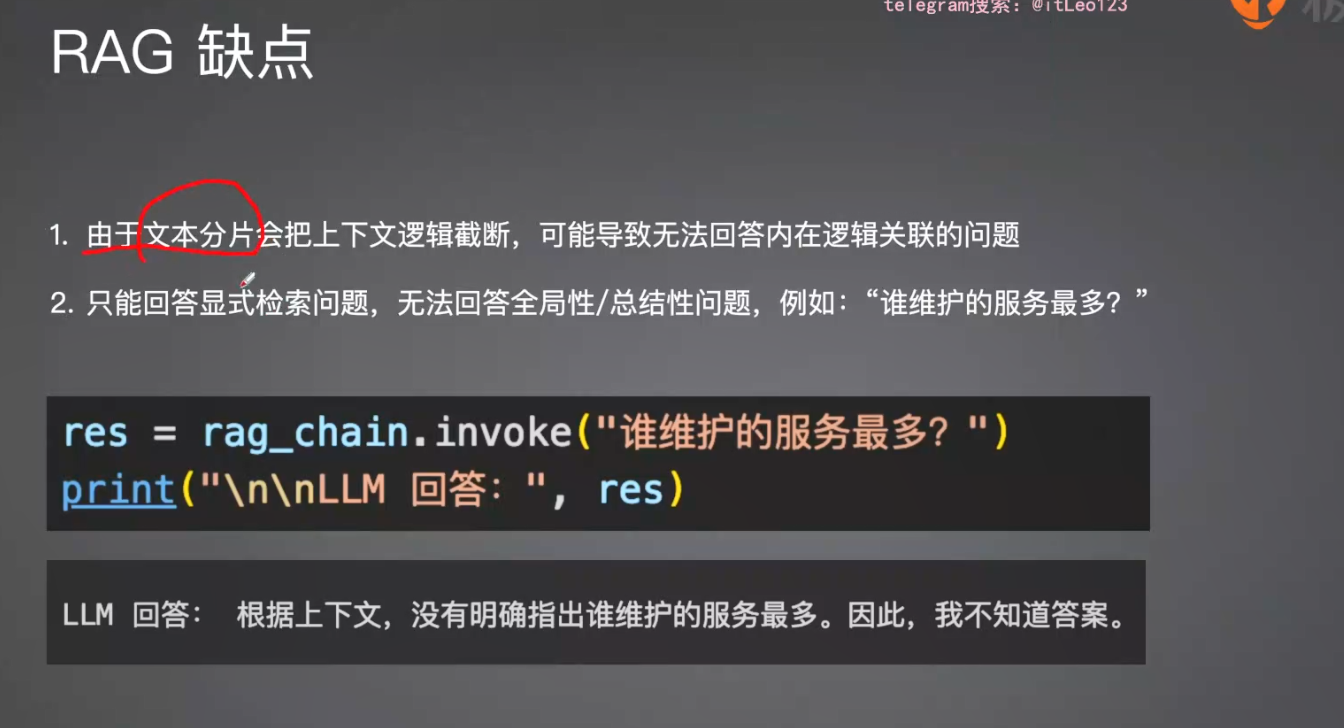 telegram搜索：@itLeo123
RAG 缺点
1. 由于文本分片会把上下文逻辑截断，可能导致无法回答内在逻辑关联的问题
2. 只能回答显式检索问题，无法回答全局性/总结性问题，例如：“谁维护的服务最多？”
res = rag_chain.invoke("谁维护的服务最多？")
print("\n\nLLM 回答：", res)
LLM 回答： 根据上下文，没有明确指出谁维护的服务最多。因此，我不知道答案。